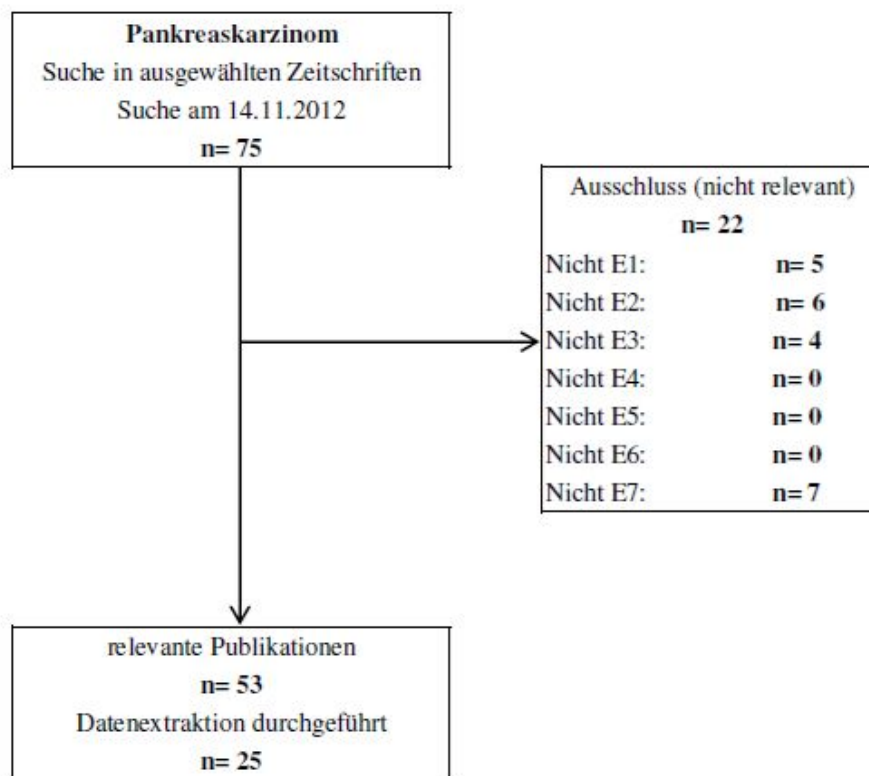 Pankreaskarzinom
Suche in ausgewählten Zeitschriften
Suche am 14.11.2012
n= 75
Ausschluss (nicht relevant)
n= 22
Nicht E1: n= 5
Nicht E2: n= 6
Nicht E3: n= 4
Nicht E4: n= 0
Nicht E5: n= 0
Nicht E6: n= 0
Nicht E7: n= 7
relevante Publikationen
n= 53
Datenextraktion durchgeführt
n= 25